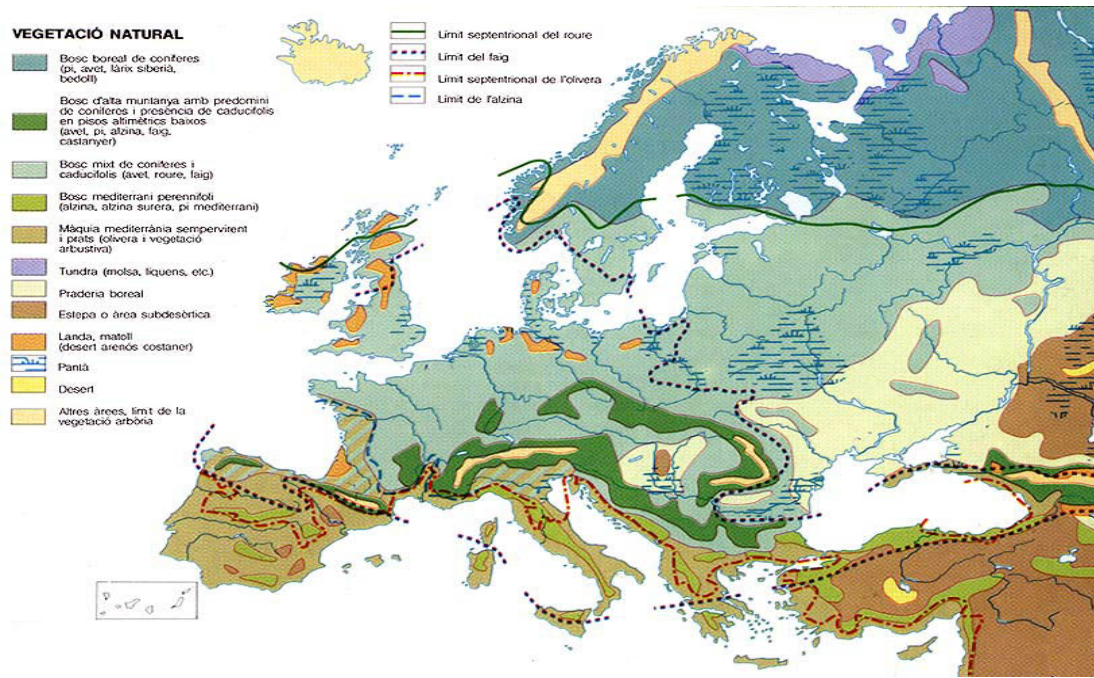 VEGETACIÓ NATURAL
Bosc boreal de coníferes
(pi, avet, làrix siberià,
bedoll)
Bosc d'alta muntanya amb predomini
de coníferes i presència de caducifolis
en pisos altimètrics baixos
(avet, pi, alzina, faig,
castanyer)
Bosc mixt de coníferes i
caducifolis (avet, roure, faig)
Bosc mediterrani perennifoli
(alzina, alzina surera, pi mediterrani)
Màquia mediterrània sempervirent
i prats (olivera i vegetació
arbustiva)
Tundra (molsa, líquens, etc.)
Praderia boreal
Estepa o àrea subdesèrtica
Landa, matoll
(desert arenós costaner)
Pantà
Desert
Altres àrees, límit de la
vegetació arbòria
Límit septentrional del roure
Límit del faig
Límit septentrional de l'olivera
Límit de l'alzina